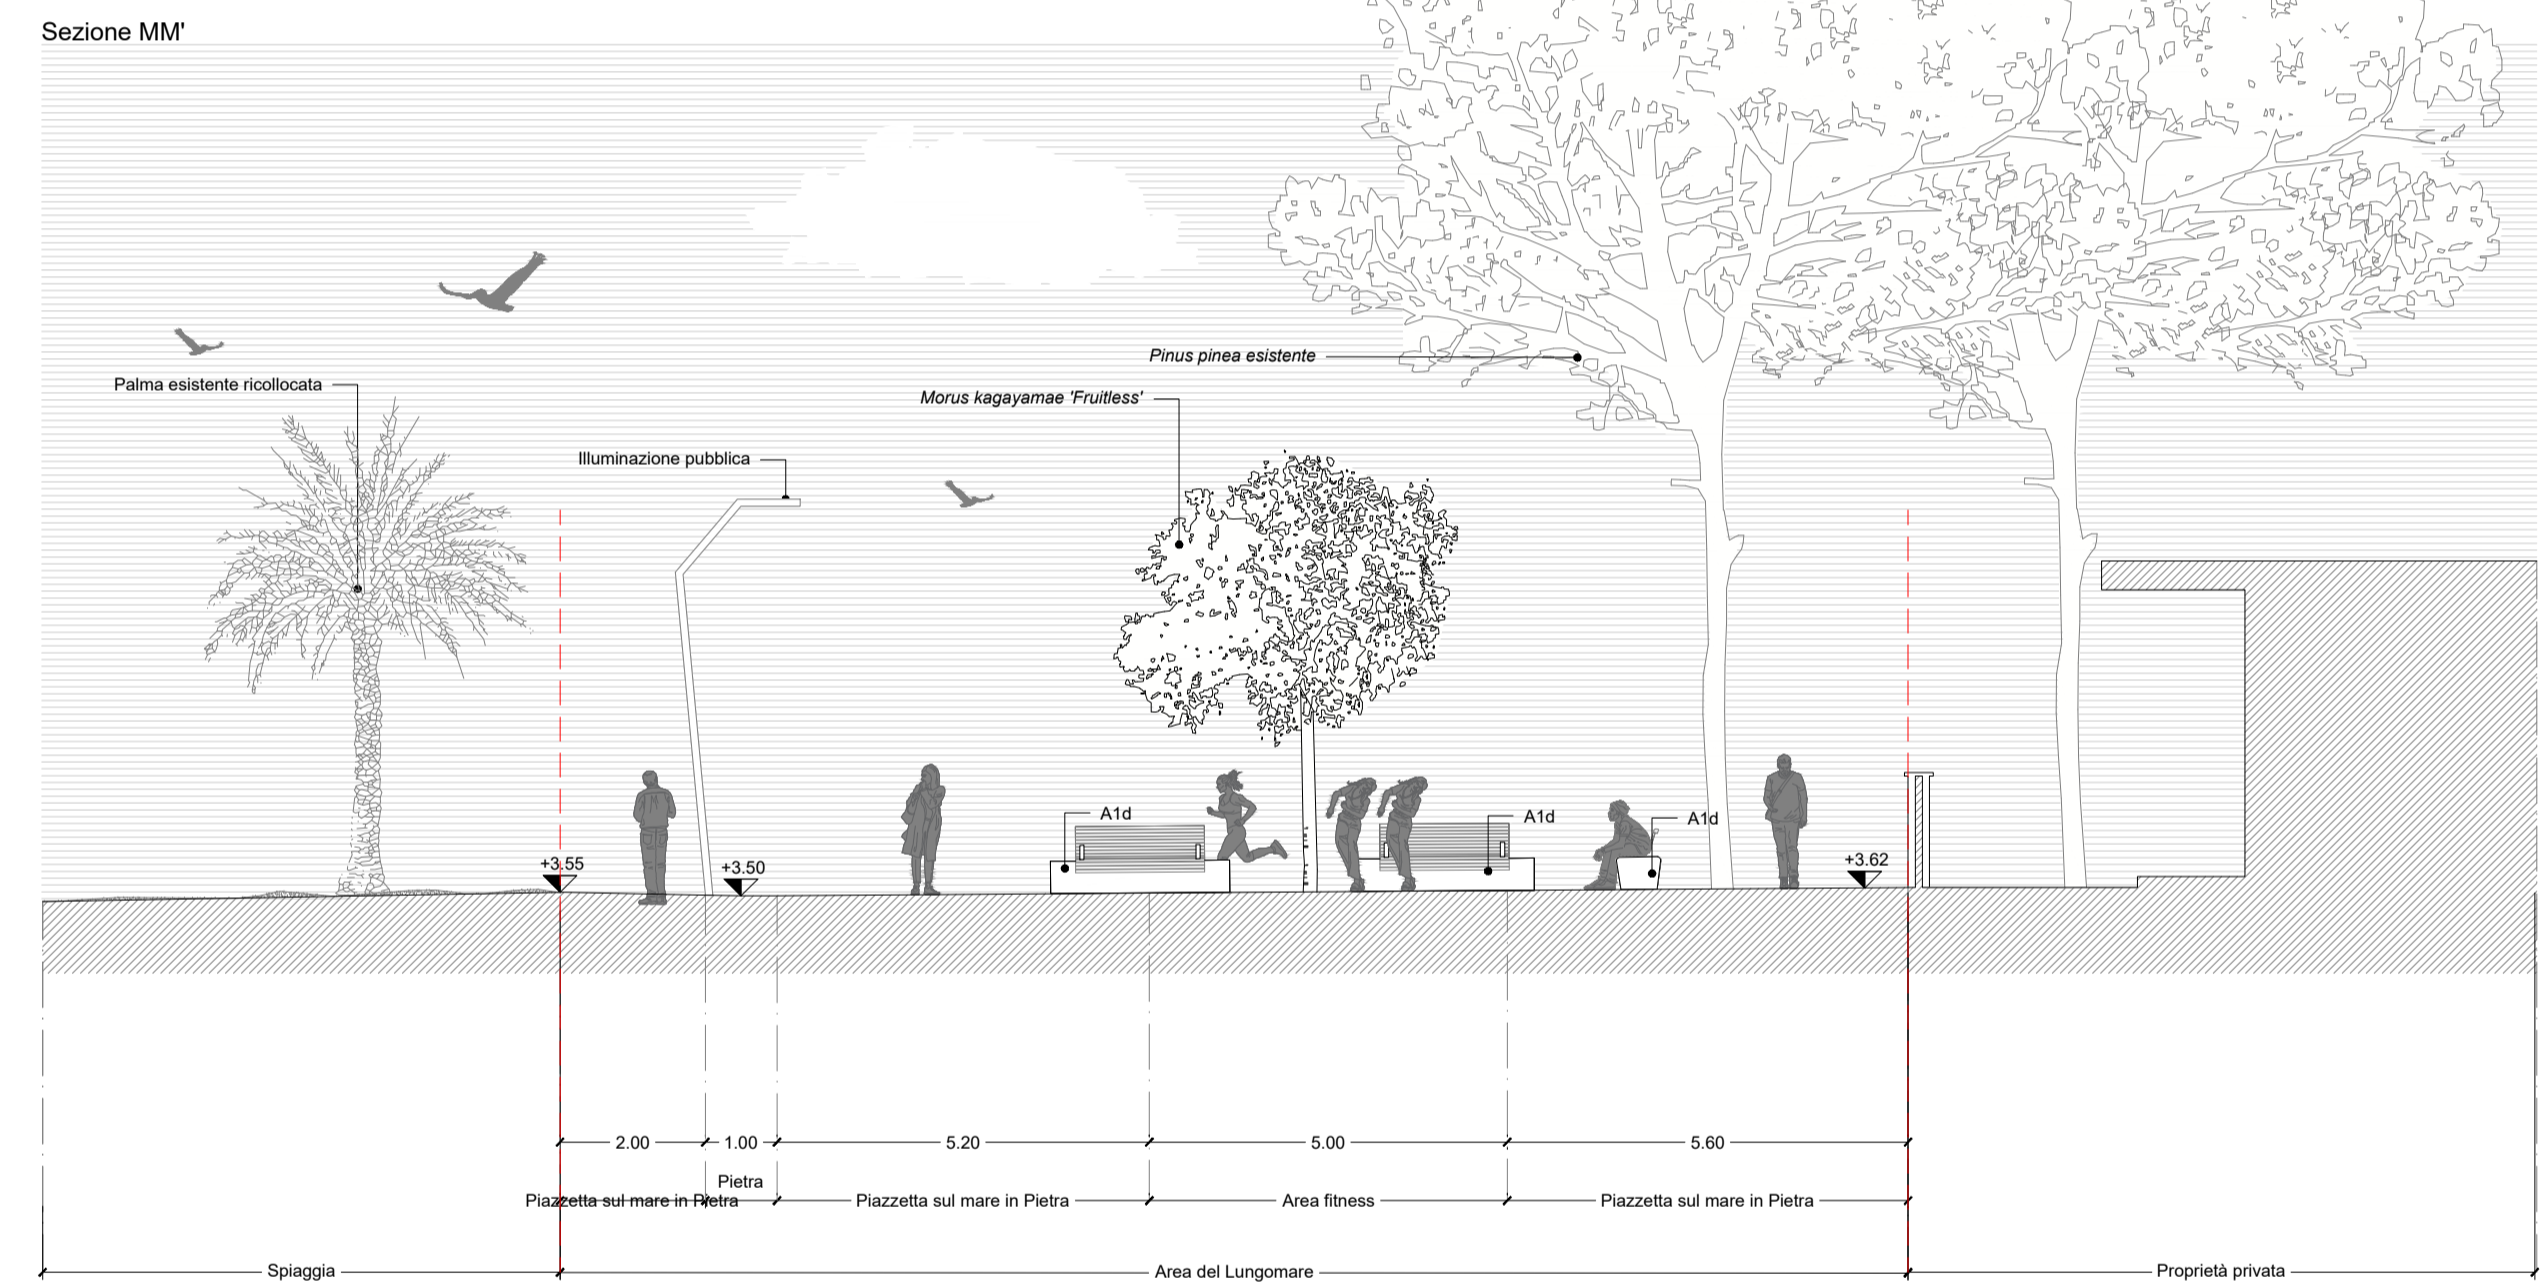 Sezione MM'
Pinus pinea esistente
Palma esistente ricollocata
Morus kagayamae 'Fruitless'
Illuminazione pubblica
A1d
A1d
A1d
+3.55
+3.50
+3.62
2.00
1.00
5.20
5.00
5.60
Pietra
Piazzetta sul mare in Pietra
Piazzetta sul mare in Pietra
Area fitness
Piazzetta sul mare in Pietra
Spiaggia
Area del Lungomare
Proprietà privata